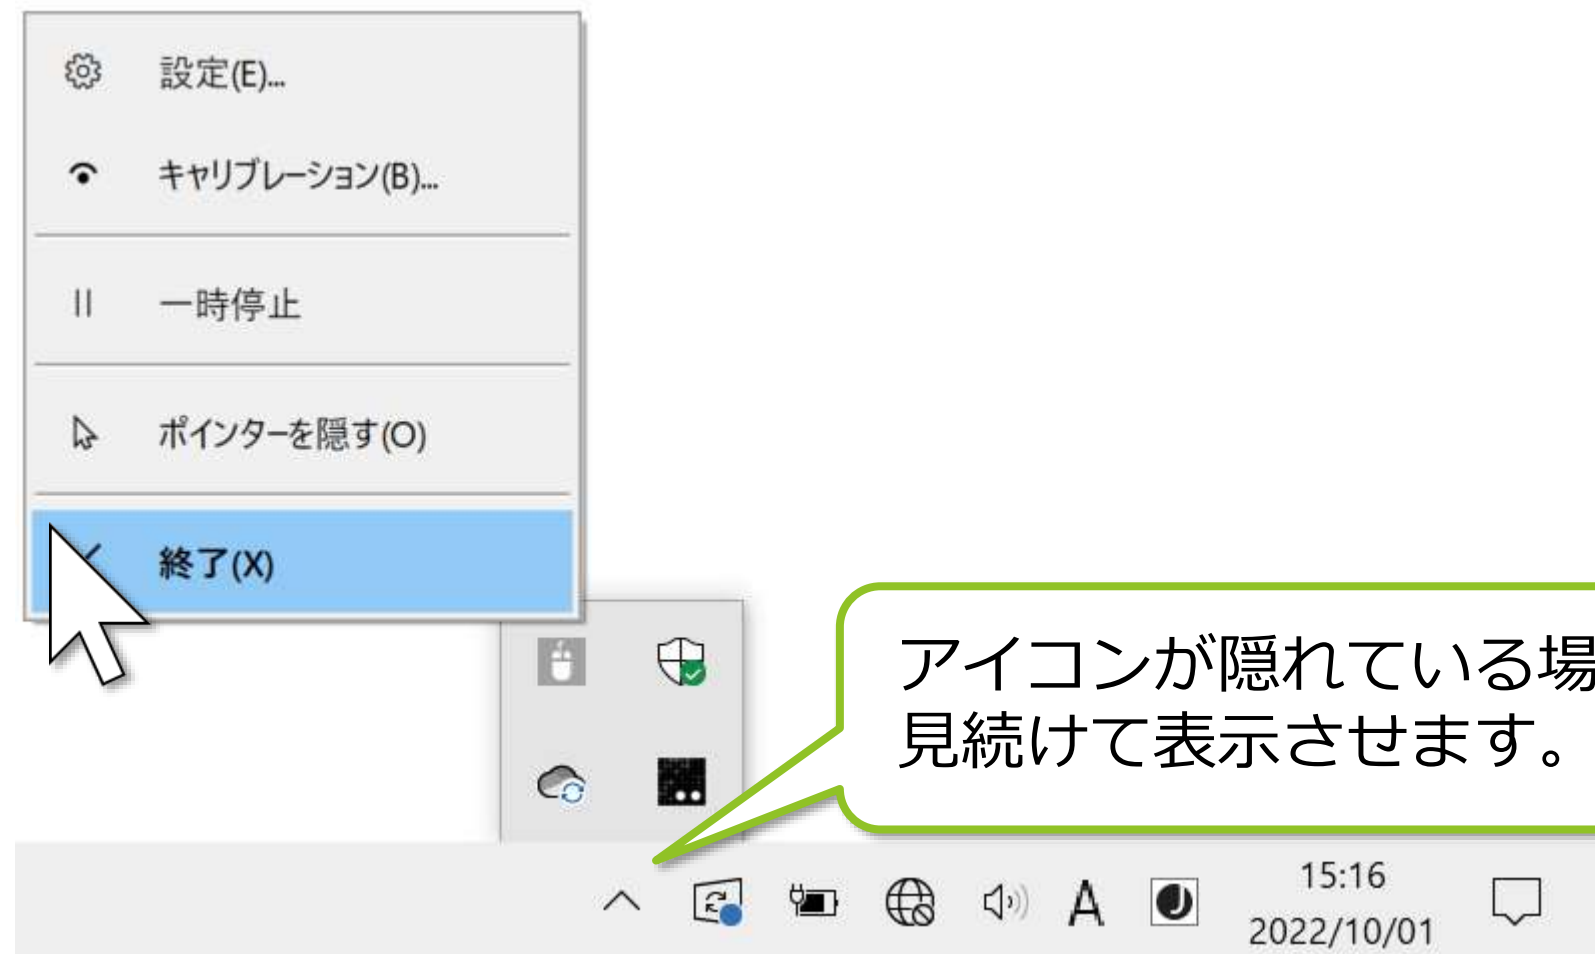 設定(E)...
キャリブレーション(B)...
一時停止
ポインターを隠す(O)
終了(X)
アイコンが隠れている場
見続けて表示させます。
A
15:16
2022/10/01